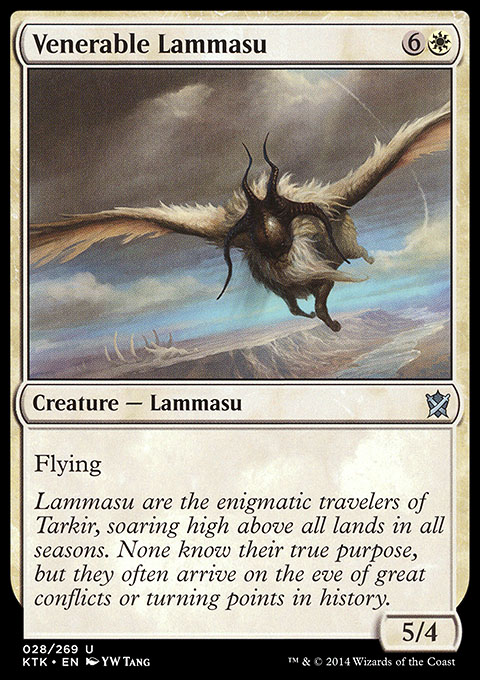 Venerable Lammasu 6
Creature — Lammasu
Flying
Lammasu are the enigmatic travelers of
Tarkir, soaring high above all lands in all
seasons. None know their true purpose,
but they often arrive on the eve of great
conflicts or turning points in history.
5/4
028/269 U
KTK • EN YW TANG
™ & © 2014 Wizards of the Coast